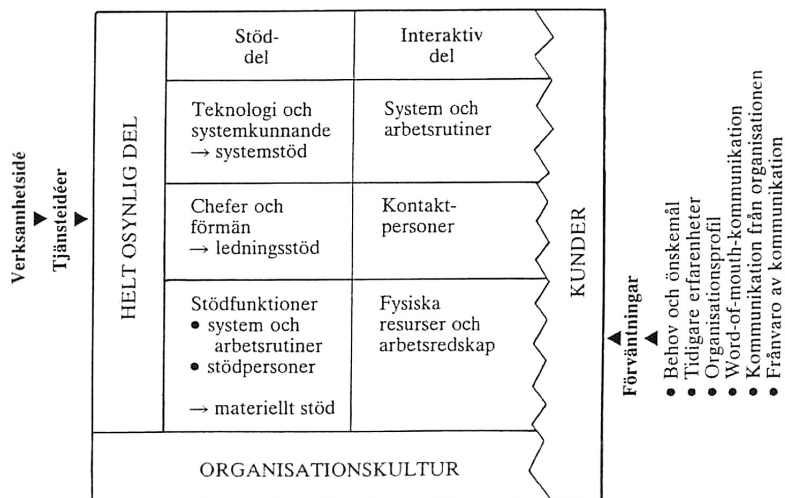 Verksamhetsidé
Tjänsteidéer
HELT OSYNLIG DEL
Stöd-
del
Interaktiv
del
Teknologi och
systemkunnande
→ systemstöd
System och
arbetsrutiner
Chefer och
förmän
→ ledningsstöd
Kontakt-
personer
Stödfunktioner
• system och
arbetsrutiner
• stödpersoner
→ materiellt stöd
Fysiska
resurser och
arbetsredskap
KUNDER
ORGANISATIONSKULTUR
Förväntningar
• Behov och önskemål
• Tidigare erfarenheter
• Organisationsprofil
• Word-of-mouth-kommunikation
• Kommunikation från organisationen
• Frånvaro av kommunikation